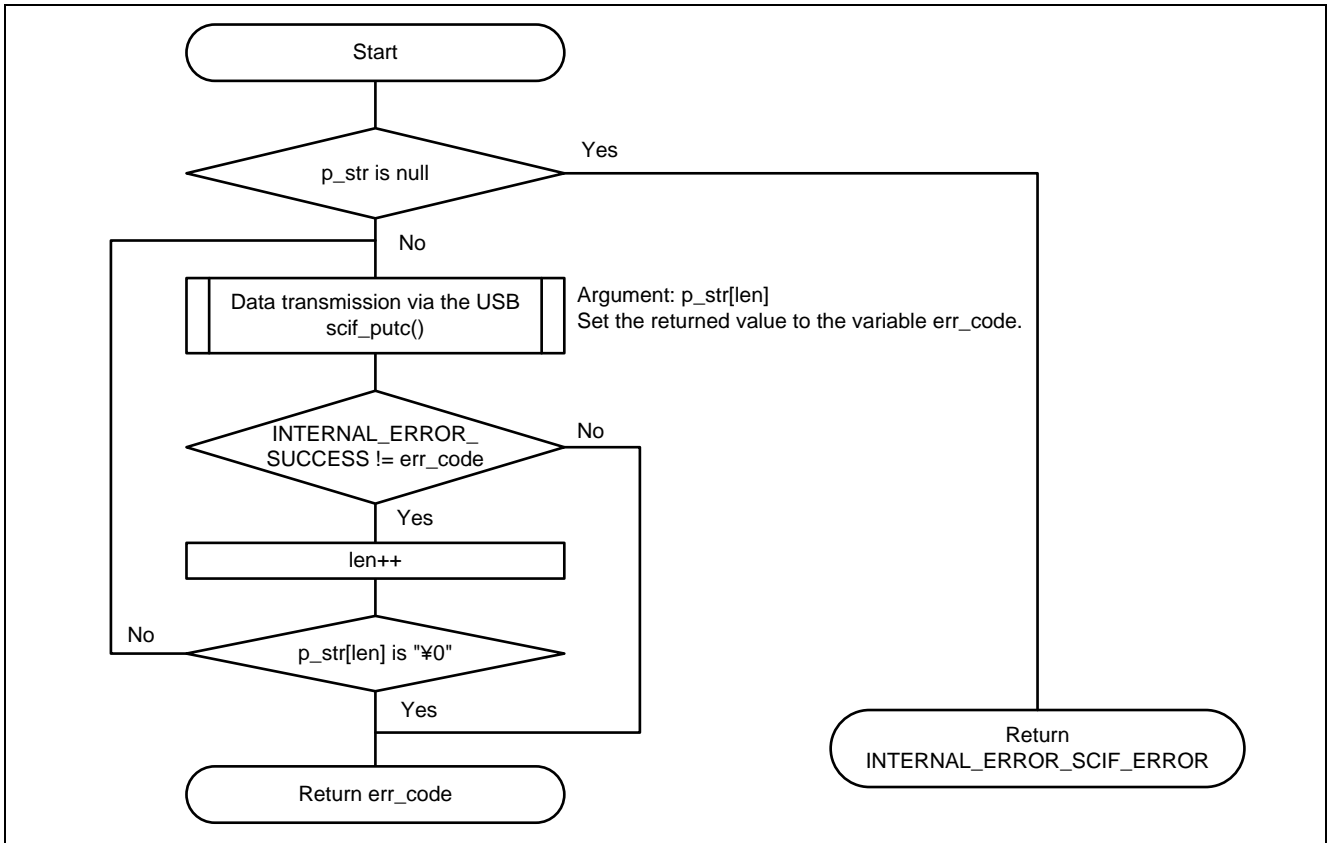 Start
p_str is null
Yes
No
Data transmission via the USB
scif_putc()
Argument: p_str[len]
Set the returned value to the variable err_code.
INTERNAL_ERROR_
SUCCESS != err_code
No
Yes
len++
No
p_str[len] is "¥0"
Yes
Return
INTERNAL_ERROR_SCIF_ERROR
Return err_code